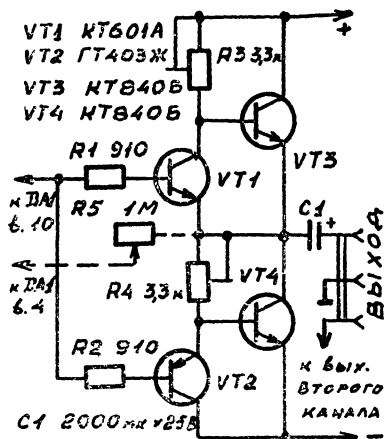 VT1 КТ601А
VT2 ГТ403Ж
VT3 КТ840Б
VT4 КТ840Б
R3 3,3к
+
VT3
R1 910
VT1
к DA1
в. 10
R5 1М
C1
+
ВЫХОД
к DA1
в. 4
R4 3,3к
VT4
R2 910
VT2
к вых.
второго
канала
C1 2000мк×25В
−